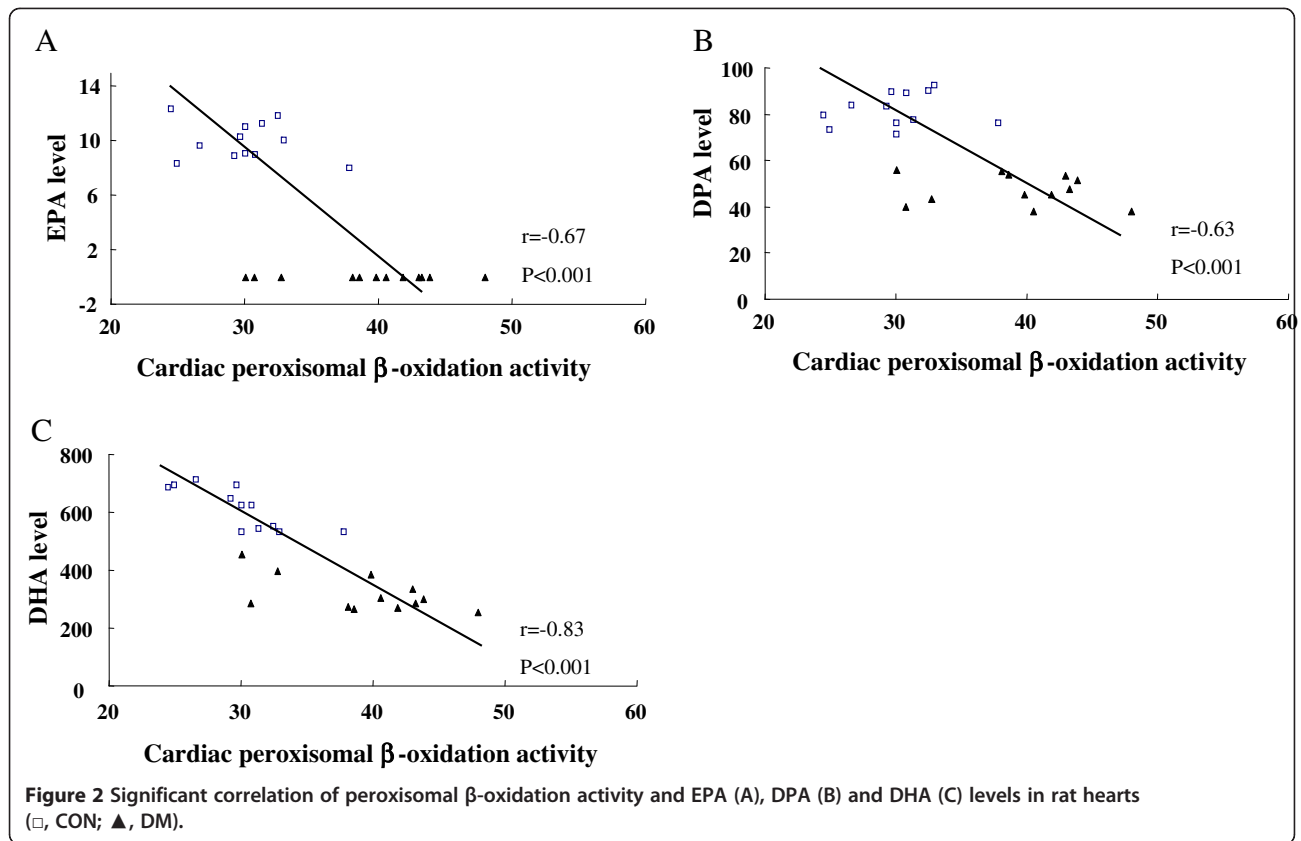 A
14
10
6
2
-2
EPA level
r=-0.67
P<0.001
20 30 40 50 60
Cardiac peroxisomal β-oxidation activity
B
100
80
60
40
20
0
DPA level
r=-0.63
P<0.001
20 30 40 50 60
Cardiac peroxisomal β-oxidation activity
C
800
600
400
200
0
DHA level
r=-0.83
P<0.001
20 30 40 50 60
Cardiac peroxisomal β-oxidation activity
Figure 2 Significant correlation of peroxisomal β-oxidation activity and EPA (A), DPA (B) and DHA (C) levels in rat hearts
(□, CON; ▲, DM).